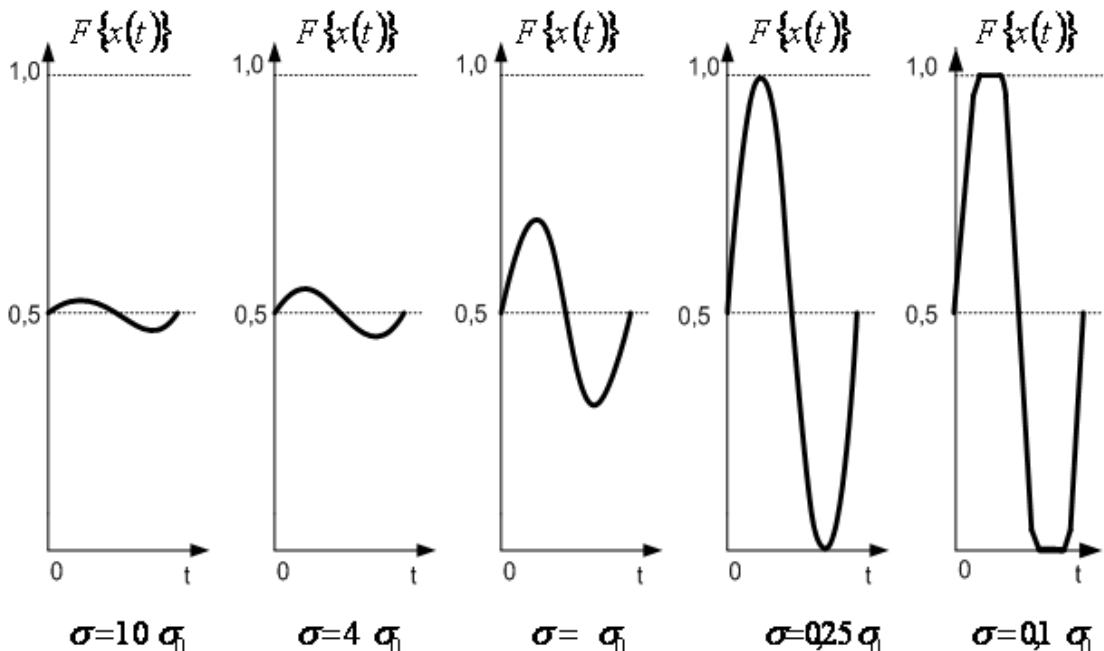 F{x(t)} F{x(t)} F{x(t)} F{x(t)} F{x(t)}
1,0 1,0 1,0 1,0 1,0
0,5 0,5 0,5 0,5 0,5
0 t 0 t 0 t 0 t 0 t
σ=10 σ₀ σ=4 σ₀ σ= σ₀ σ=0,25 σ₀ σ=0,1 σ₀